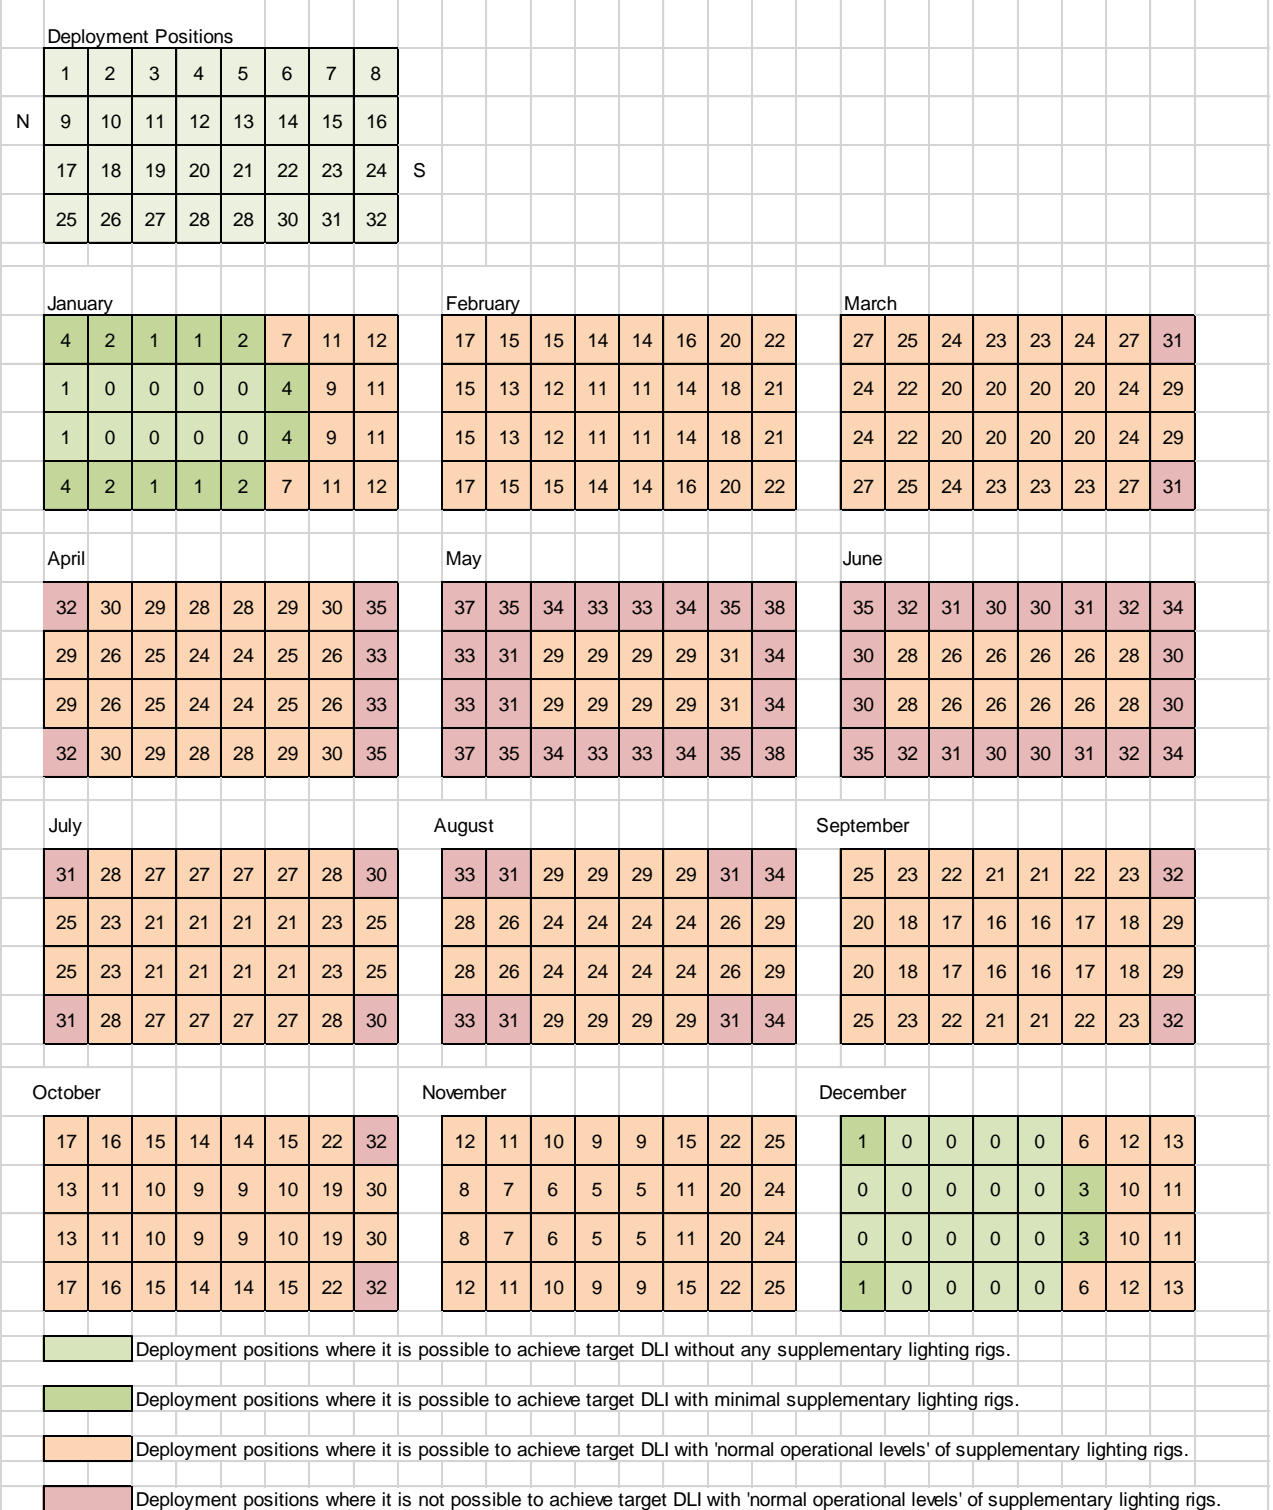 Deployment Positions
1 2 3 4 5 6 7 8
N 9 10 11 12 13 14 15 16
17 18 19 20 21 22 23 24 S
25 26 27 28 28 30 31 32
January February March
4 2 1 1 2 7 11 12 17 15 15 14 14 16 20 22 27 25 24 23 23 24 27 31
1 0 0 0 0 4 9 11 15 13 12 11 11 14 18 21 24 22 20 20 20 20 24 29
1 0 0 0 0 4 9 11 15 13 12 11 11 14 18 21 24 22 20 20 20 20 24 29
4 2 1 1 2 7 11 12 17 15 15 14 14 16 20 22 27 25 24 23 23 23 27 31
April May June
32 30 29 28 28 29 30 35 37 35 34 33 33 34 35 38 35 32 31 30 30 31 32 34
29 26 25 24 24 25 26 33 33 31 29 29 29 29 31 34 30 28 26 26 26 26 28 30
29 26 25 24 24 25 26 33 33 31 29 29 29 29 31 34 30 28 26 26 26 26 28 30
32 30 29 28 28 29 30 35 37 35 34 33 33 34 35 38 35 32 31 30 30 31 32 34
July August September
31 28 27 27 27 27 28 30 33 31 29 29 29 29 31 34 25 23 22 21 21 22 23 32
25 23 21 21 21 21 23 25 28 26 24 24 24 24 26 29 20 18 17 16 16 17 18 29
25 23 21 21 21 21 23 25 28 26 24 24 24 24 26 29 20 18 17 16 16 17 18 29
31 28 27 27 27 27 28 30 33 31 29 29 29 29 31 34 25 23 22 21 21 22 23 32
October November December
17 16 15 14 14 15 22 32 12 11 10 9 9 15 22 25 1 0 0 0 0 6 12 13
13 11 10 9 9 10 19 30 8 7 6 5 5 11 20 24 0 0 0 0 0 3 10 11
13 11 10 9 9 10 19 30 8 7 6 5 5 11 20 24 0 0 0 0 0 3 10 11
17 16 15 14 14 15 22 32 12 11 10 9 9 15 22 25 1 0 0 0 0 6 12 13
Deployment positions where it is possible to achieve target DLI without any supplementary lighting rigs.
Deployment positions where it is possible to achieve target DLI with minimal supplementary lighting rigs.
Deployment positions where it is possible to achieve target DLI with 'normal operational levels' of supplementary lighting rigs.
Deployment positions where it is not possible to achieve target DLI with 'normal operational levels' of supplementary lighting rigs.